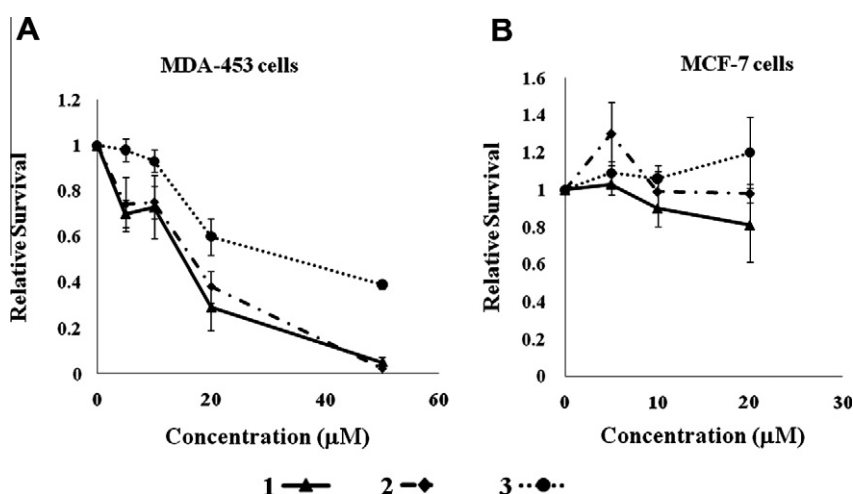 A
MDA-453 cells
Relative Survival
1.2
1
0.8
0.6
0.4
0.2
0
0 20 40 60
Concentration (µM)
B
MCF-7 cells
Relative Survival
1.6
1.4
1.2
1
0.8
0.6
0.4
0.2
0
0 10 20 30
Concentration (µM)
1 2 3